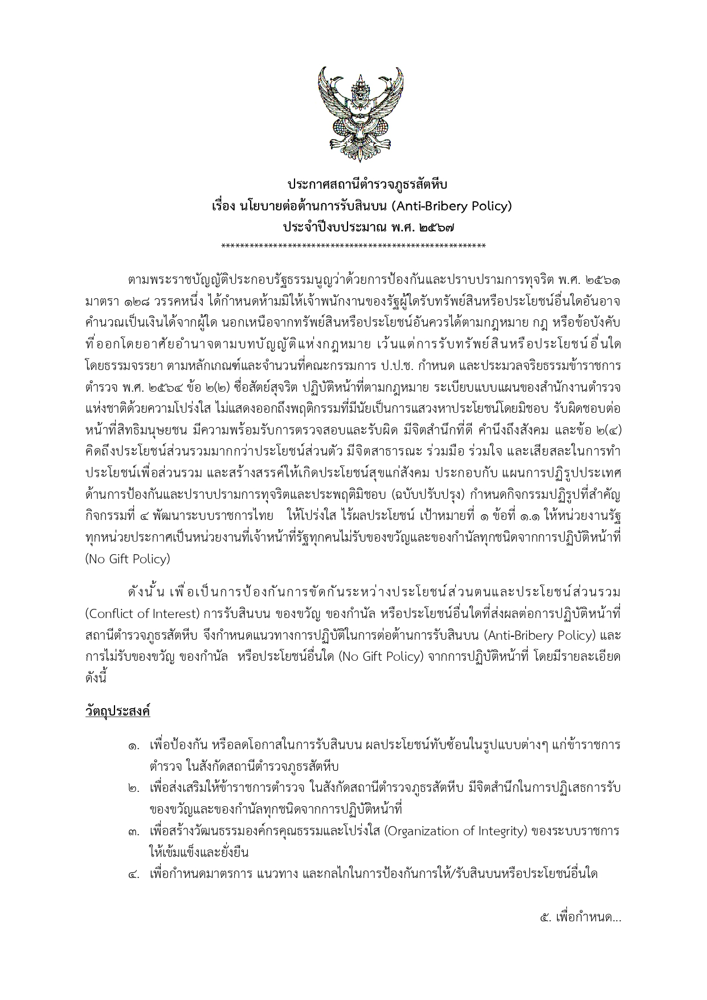 ประกาศสถานีตำรวจภูธรสัตหีบ
เรื่อง นโยบายต่อต้านการรับสินบน (Anti-Bribery Policy)
ประจำปีงบประมาณ พ.ศ. ๒๕๖๗
********************************************************
ตามพระราชบัญญัติประกอบรัฐธรรมนูญว่าด้วยการป้องกันและปราบปรามการทุจริต พ.ศ. ๒๕๖๑
มาตรา ๑๒๘ วรรคหนึ่ง ได้กำหนดห้ามมิให้เจ้าพนักงานของรัฐผู้ใดรับทรัพย์สินหรือประโยชน์อื่นใดอันอาจ
คำนวณเป็นเงินได้จากผู้ใด นอกเหนือจากทรัพย์สินหรือประโยชน์อันควรได้ตามกฎหมาย กฎ หรือข้อบังคับ
ที่ออกโดยอาศัยอำนาจตามบทบัญญัติแห่งกฎหมาย เว้นแต่การรับทรัพย์สินหรือประโยชน์อื่นใด
โดยธรรมจรรยา ตามหลักเกณฑ์และจำนวนที่คณะกรรมการ ป.ป.ช. กำหนด และประมวลจริยธรรมข้าราชการ
ตำรวจ พ.ศ. ๒๕๖๔ ข้อ ๒(๒) ซื่อสัตย์สุจริต ปฏิบัติหน้าที่ตามกฎหมาย ระเบียบแบบแผนของสำนักงานตำรวจ
แห่งชาติด้วยความโปร่งใส ไม่แสดงออกถึงพฤติกรรมที่มีนัยเป็นการแสวงหาประโยชน์โดยมิชอบ รับผิดชอบต่อ
หน้าที่สิทธิมนุษยชน มีความพร้อมรับการตรวจสอบและรับผิด มีจิตสำนึกที่ดี คำนึงถึงสังคม และข้อ ๒(๔)
คิดถึงประโยชน์ส่วนรวมมากกว่าประโยชน์ส่วนตัว มีจิตสาธารณะ ร่วมมือ ร่วมใจ และเสียสละในการทำ
ประโยชน์เพื่อส่วนรวม และสร้างสรรค์ให้เกิดประโยชน์สุขแก่สังคม ประกอบกับ แผนการปฏิรูปประเทศ
ด้านการป้องกันและปราบปรามการทุจริตและประพฤติมิชอบ (ฉบับปรับปรุง) กำหนดกิจกรรมปฏิรูปที่สำคัญ
กิจกรรมที่ ๔ พัฒนาระบบราชการไทย ให้โปร่งใส ไร้ผลประโยชน์ เป้าหมายที่ ๑ ข้อที่ ๑.๑ ให้หน่วยงานรัฐ
ทุกหน่วยประกาศเป็นหน่วยงานที่เจ้าหน้าที่รัฐทุกคนไม่รับของขวัญและของกำนัลทุกชนิดจากการปฏิบัติหน้าที่
(No Gift Policy)
ดังนั้น เพื่อเป็นการป้องกันการขัดกันระหว่างประโยชน์ส่วนตนและประโยชน์ส่วนรวม
(Conflict of Interest) การรับสินบน ของขวัญ ของกำนัล หรือประโยชน์อื่นใดที่ส่งผลต่อการปฏิบัติหน้าที่
สถานีตำรวจภูธรสัตหีบ จึงกำหนดแนวทางการปฏิบัติในการต่อต้านการรับสินบน (Anti-Bribery Policy) และ
การไม่รับของขวัญ ของกำนัล หรือประโยชน์อื่นใด (No Gift Policy) จากการปฏิบัติหน้าที่ โดยมีรายละเอียด
ดังนี้
วัตถุประสงค์
๑. เพื่อป้องกัน หรือลดโอกาสในการรับสินบน ผลประโยชน์ทับซ้อนในรูปแบบต่างๆ แก่ข้าราชการ
ตำรวจ ในสังกัดสถานีตำรวจภูธรสัตหีบ
๒. เพื่อส่งเสริมให้ข้าราชการตำรวจ ในสังกัดสถานีตำรวจภูธรสัตหีบ มีจิตสำนึกในการปฏิเสธการรับ
ของขวัญและของกำนัลทุกชนิดจากการปฏิบัติหน้าที่
๓. เพื่อสร้างวัฒนธรรมองค์กรคุณธรรมและโปร่งใส (Organization of Integrity) ของระบบราชการ
ให้เข้มแข็งและยั่งยืน
๔. เพื่อกำหนดมาตรการ แนวทาง และกลไกในการป้องกันการให้/รับสินบนหรือประโยชน์อื่นใด
๕. เพื่อกำหนด...